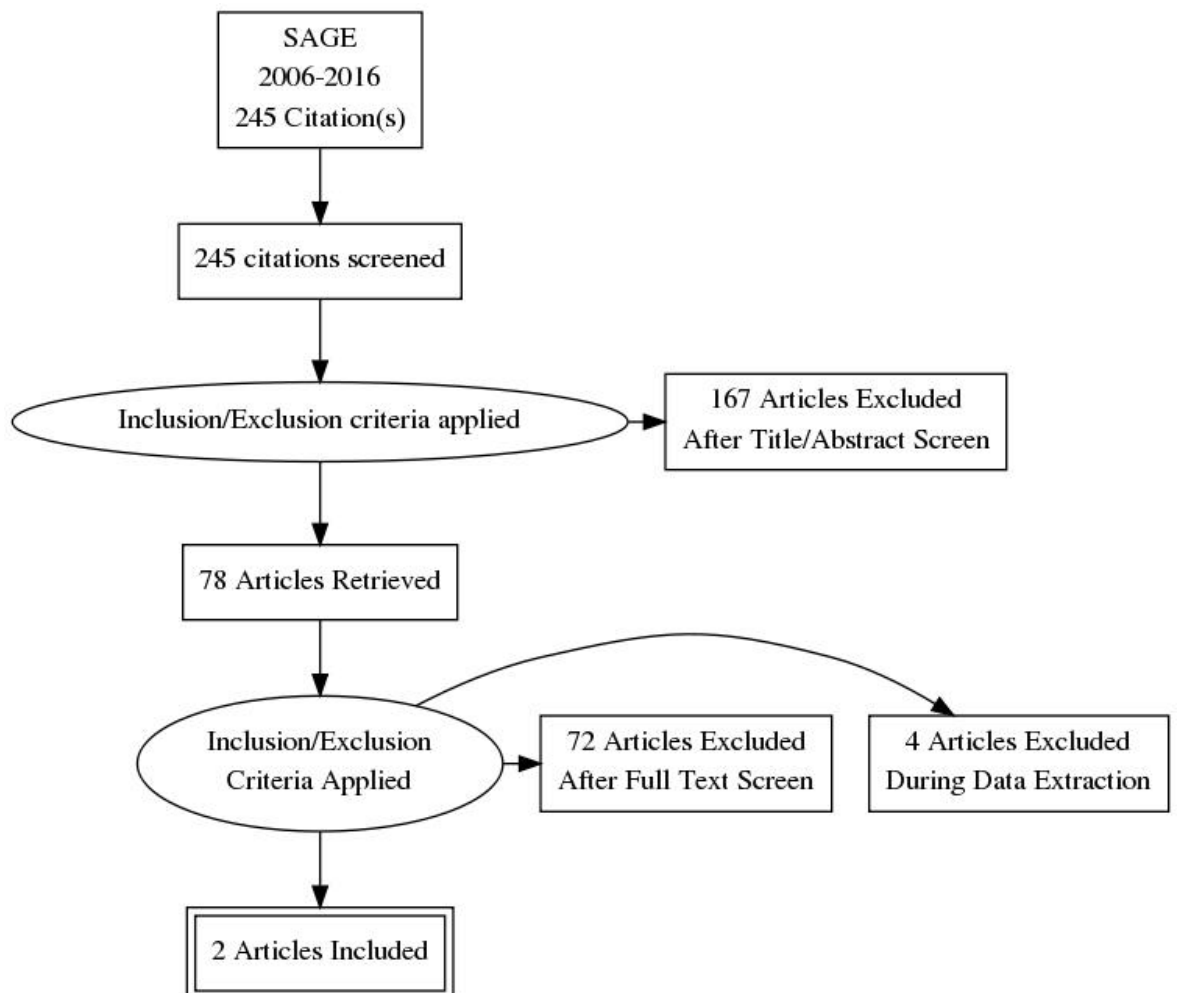 SAGE
2006-2016
245 Citation(s)
245 citations screened
Inclusion/Exclusion criteria applied
167 Articles Excluded
After Title/Abstract Screen
78 Articles Retrieved
Inclusion/Exclusion
Criteria Applied
72 Articles Excluded
After Full Text Screen
4 Articles Excluded
During Data Extraction
2 Articles Included